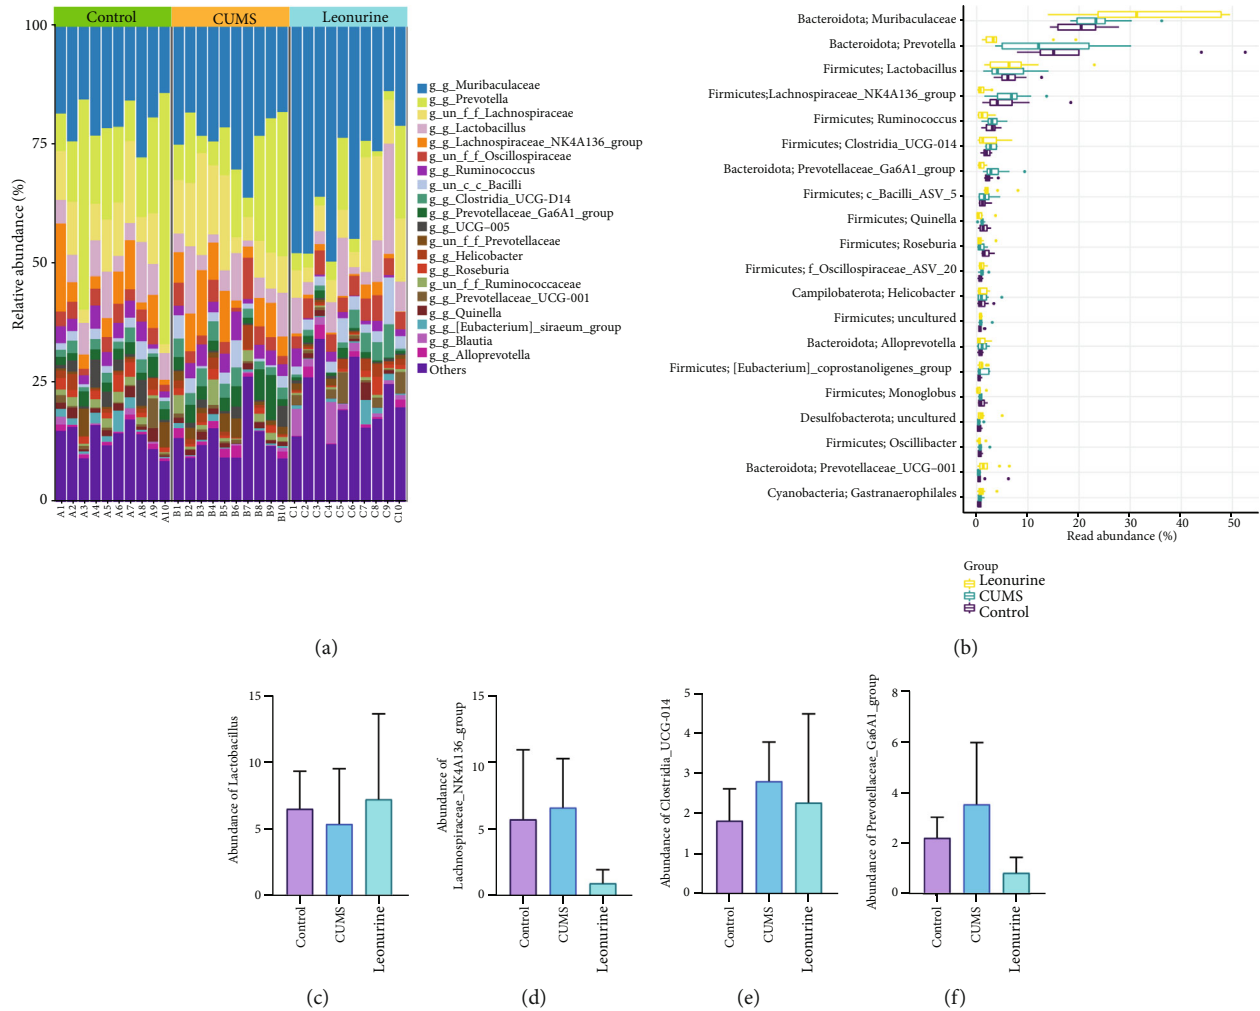 Control CUMS Leonurine
Relative abundance (%)
100
75
50
25
0
A1 A2 A3 A4 A5 A6 A7 A8 A9 A10 B1 B2 B3 B4 B5 B6 B7 B8 B9 B10 C1 C2 C3 C4 C5 C6 C7 C8 C9 C10
g_g_Muribaculaceae
g_g_Prevotella
g_un_f_f_Lachnospiraceae
g_g_Lactobacillus
g_g_Lachnospiraceae_NK4A136_group
g_un_f_f_Oscillospiraceae
g_g_Ruminococcus
g_un_c_c_Bacilli
g_g_Clostridia_UCG-D14
g_g_Prevotellaceae_Ga6A1_group
g_g_UCG-005
g_un_f_f_Prevotellaceae
g_g_Helicobacter
g_g_Roseburia
g_un_f_f_Ruminococcaceae
g_g_Prevotellaceae_UCG-001
g_g_Quinella
g_g_[Eubacterium]_siraeum_group
g_g_Blautia
g_g_Alloprevotella
Others
(a)
Bacteroidota; Muribaculaceae
Bacteroidota; Prevotella
Firmicutes; Lactobacillus
Firmicutes;Lachnospiraceae_NK4A136_group
Firmicutes; Ruminococcus
Firmicutes; Clostridia_UCG-014
Bacteroidota; Prevotellaceae_Ga6A1_group
Firmicutes; c_Bacilli_ASV_5
Firmicutes; Quinella
Firmicutes; Roseburia
Firmicutes; f_Oscillospiraceae_ASV_20
Campilobaterota; Helicobacter
Firmicutes; uncultured
Bacteroidota; Alloprevotella
Firmicutes; [Eubacterium]_coprostanoligenes_group
Firmicutes; Monoglobus
Desulfobacterota; uncultured
Firmicutes; Oscillibacter
Bacteroidota; Prevotellaceae_UCG-001
Cyanobacteria; Gastranaerophilales
0 10 20 30 40 50
Read abundance (%)
Group
Leonurine
CUMS
Control
(b)
Abundance of Lactobacillus
15
10
5
0
Control CUMS Leonurine
(c)
Abundance of
Lachnospiraceae_NK4A136_group
15
10
5
0
Control CUMS Leonurine
(d)
Abundance of Clostridia_UCG-014
5
4
3
2
1
0
Control CUMS Leonurine
(e)
Abundance of Prevotellaceae_Ga6A1_group
8
6
4
2
0
Control CUMS Leonurine
(f)